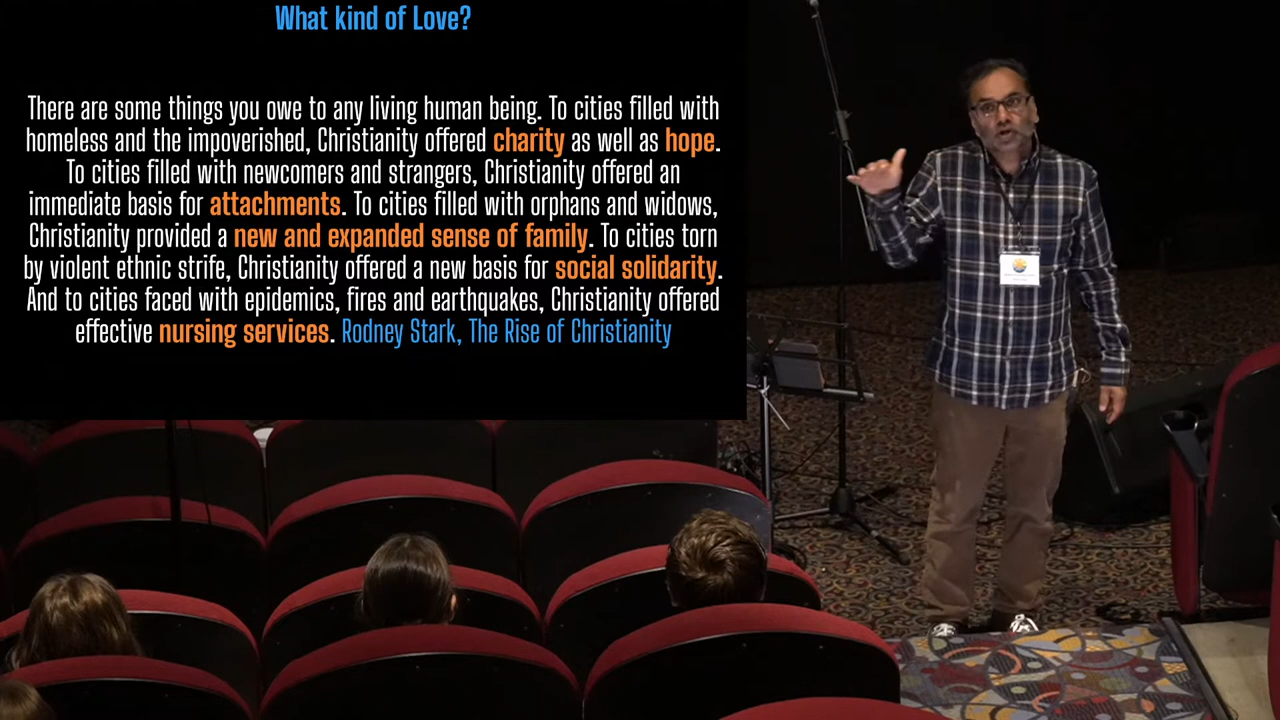 What kind of Love?
There are some things you owe to any living human being. To cities filled with
homeless and the impoverished, Christianity offered charity as well as hope.
To cities filled with newcomers and strangers, Christianity offered an
immediate basis for attachments. To cities filled with orphans and widows,
Christianity provided a new and expanded sense of family. To cities torn
by violent ethnic strife, Christianity offered a new basis for social solidarity.
And to cities faced with epidemics, fires and earthquakes, Christianity offered
effective nursing services. Rodney Stark, The Rise of Christianity